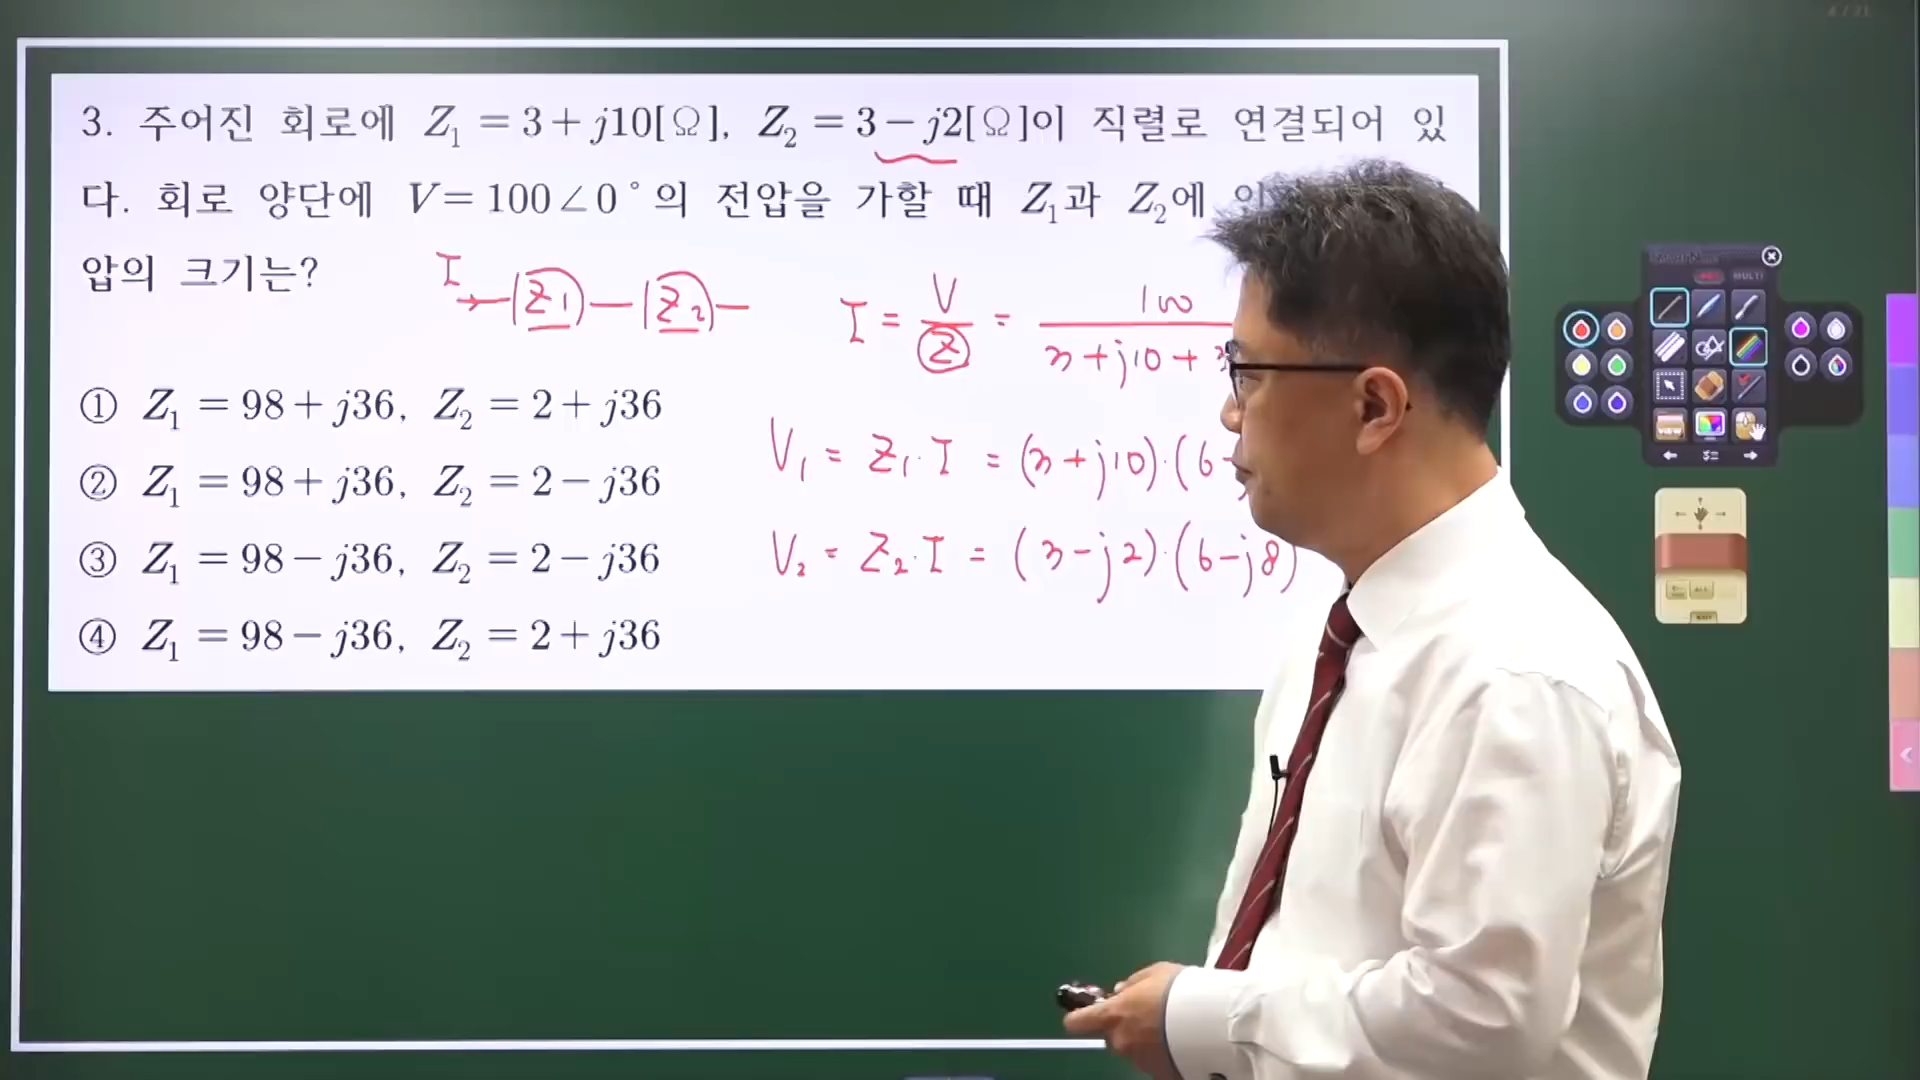 3. 주어진 회로에 Z₁ = 3 + j10[Ω], Z₂ = 3 − j2[Ω]이 직렬로 연결되어 있
다. 회로 양단에 V = 100∠0°의 전압을 가할 때 Z₁과 Z₂에
압의 크기는?
I
Z₁ Z₂
I = V/Z = 100/(3 + j10 +
① Z₁ = 98 + j36, Z₂ = 2 + j36
② Z₁ = 98 + j36, Z₂ = 2 − j36
③ Z₁ = 98 − j36, Z₂ = 2 − j36
④ Z₁ = 98 − j36, Z₂ = 2 + j36
V₁ = Z₁·I = (3 + j10)·(6 −
V₂ = Z₂·I = (3 − j2)·(6 − j8)
MULTI
VIEW